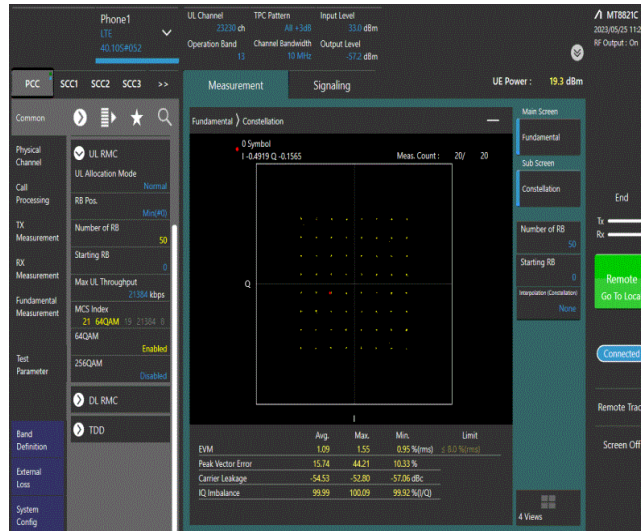 Phone1
LTE
40.105#052
UL Channel TPC Pattern Input Level
23230 ch Alt +3dB 33.0 dBm
Operation Band Channel Bandwidth Output Level
13 10 MHz -57.2 dBm
MT8821C
2023/05/25 11:2
RF Output : On
PCC SCC1 SCC2 SCC3 >>
Measurement Signaling
UE Power : 19.3 dBm
Common
Physical
Channel
Call
Processing
TX
Measurement
RX
Measurement
Fundamental
Measurement
Test
Parameter
Band
Definition
External
Loss
System
Config
UL RMC
UL Allocation Mode
Normal
RB Pos.
Min(#0)
Number of RB
50
Starting RB
0
Max UL Throughput
21384 kbps
MCS Index
21 64QAM 19 21384 0
64QAM
Enabled
256QAM
Disabled
DL RMC
TDD
Fundamental 〉 Constellation
0 Symbol
I -0.4919 Q -0.1565 Meas. Count : 20/ 20
Q
I
Avg. Max. Min. Limit
EVM 1.09 1.55 0.95 %(rms) ≤ 8.0 %(rms)
Peak Vector Error 15.74 44.21 10.33 %
Carrier Leakage -54.53 -52.80 -57.06 dBc
IQ Imbalance 99.99 100.09 99.92 %(I/Q)
Main Screen
Fundamental
Sub Screen
Constellation
Number of RB
50
Starting RB
0
Interpolation (Constellation)
None
4 Views
End
Tx
Rx
Remote
Go To Loca
Connected
Remote Trac
Screen Off